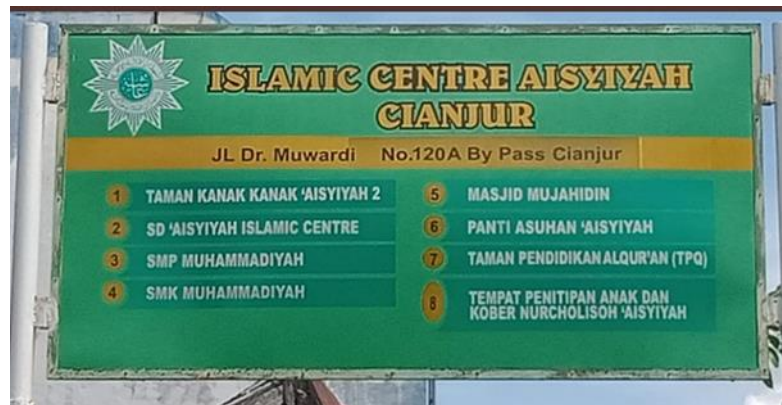 ISLAMIC CENTRE AISYIYAH
CIANJUR
JL Dr. Muwardi No.120A By Pass Cianjur
1 TAMAN KANAK KANAK 'AISYIYAH 2
2 SD 'AISYIYAH ISLAMIC CENTRE
3 SMP MUHAMMADIYAH
4 SMK MUHAMMADIYAH
5 MASJID MUJAHIDIN
6 PANTI ASUHAN 'AISYIYAH
7 TAMAN PENDIDIKAN ALQUR'AN (TPQ)
8 TEMPAT PENITIPAN ANAK DAN
KOBER NURCHOLISOH 'AISYIYAH